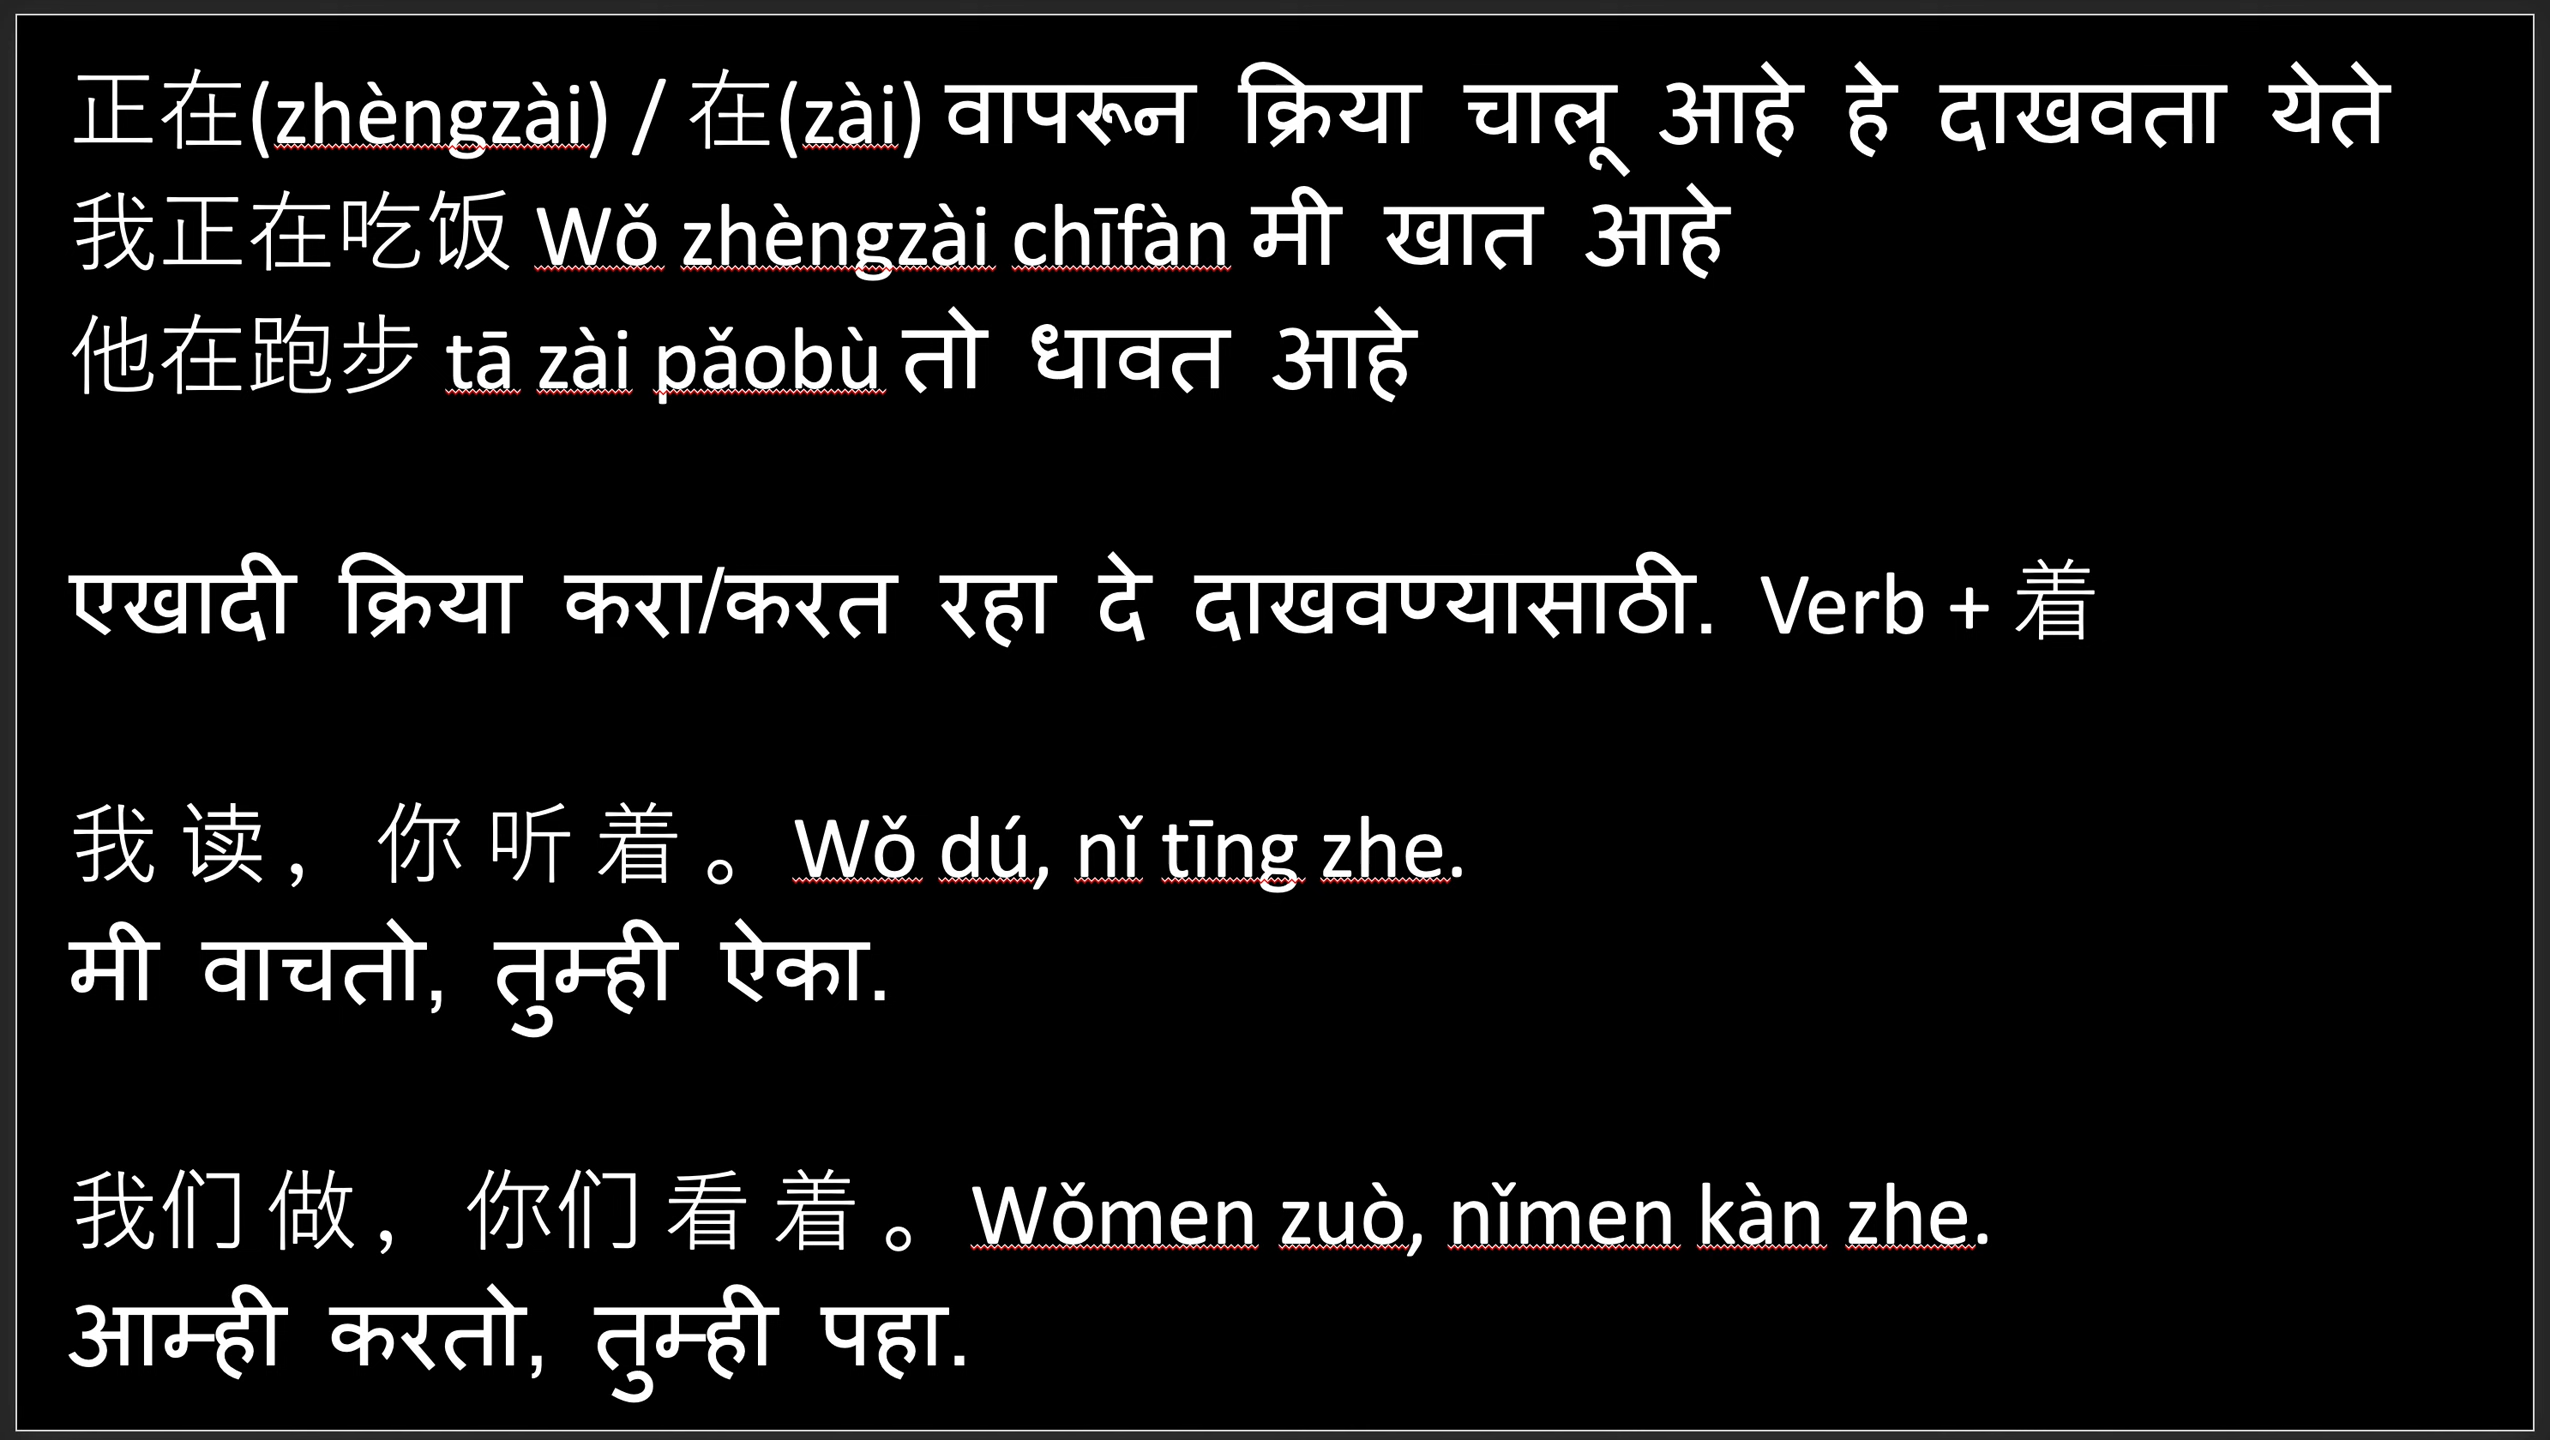 正在(zhèngzài) / 在(zài) वापरून क्रिया चालू आहे हे दाखवता येते
我正在吃饭 Wǒ zhèngzài chīfàn मी खात आहे
他在跑步 tā zài pǎobù तो धावत आहे
एखादी क्रिया करा/करत रहा दे दाखवण्यासाठी. Verb + 着
我 读， 你 听 着 。Wǒ dú, nǐ tīng zhe.
मी वाचतो, तुम्ही ऐका.
我们 做， 你们 看 着 。Wǒmen zuò, nǐmen kàn zhe.
आम्ही करतो, तुम्ही पहा.